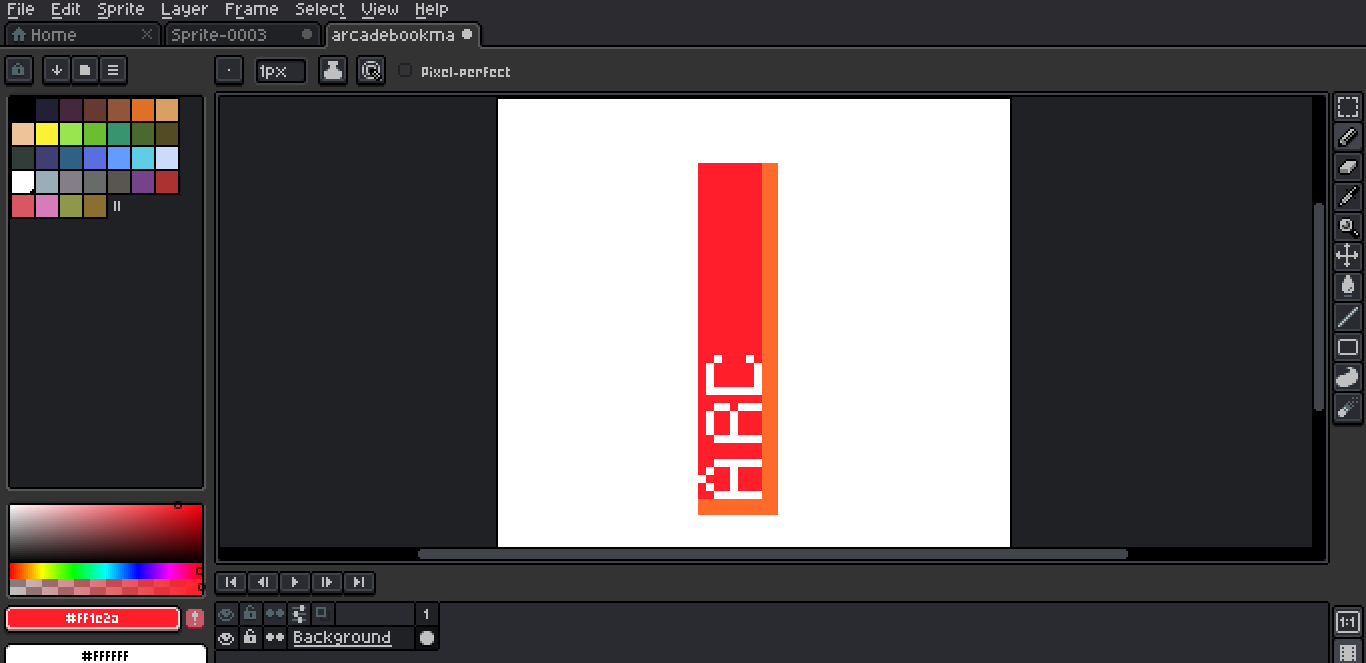 File Edit Sprite Layer Frame Select View Help
Home Sprite-0003 arcadebookma
1px Pixel-perfect
ARC
#ff1e2a
#FFFFFF
1
Background
1:1